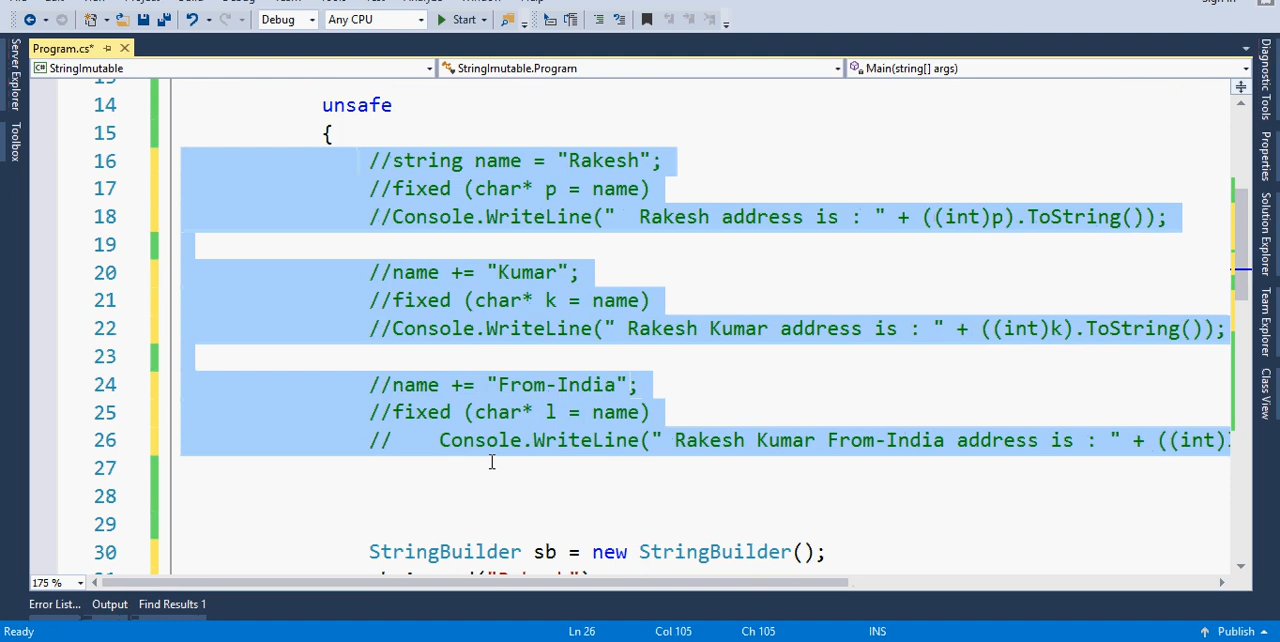 Debug
Any CPU
Start
Program.cs*
StringImutable
StringImutable.Program
Main(string[] args)
Server Explorer
Toolbox
14 unsafe
15 {
16 //string name = "Rakesh";
17 //fixed (char* p = name)
18 //Console.WriteLine("  Rakesh address is : " + ((int)p).ToString());
19
20 //name += "Kumar";
21 //fixed (char* k = name)
22 //Console.WriteLine(" Rakesh Kumar address is : " + ((int)k).ToString());
23
24 //name += "From-India";
25 //fixed (char* l = name)
26 //    Console.WriteLine(" Rakesh Kumar From-India address is : " + ((int)
27
28
29
30 StringBuilder sb = new StringBuilder();
Diagnostic Tools
Properties
Solution Explorer
Team Explorer
Class View
175 %
Error List...
Output
Find Results 1
Ready
Ln 26
Col 105
Ch 105
INS
Publish